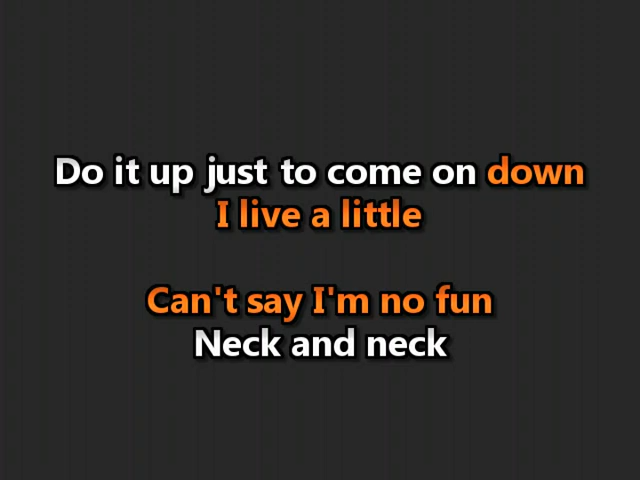 Do it up just to come on down
I live a little
Can't say I'm no fun
Neck and neck